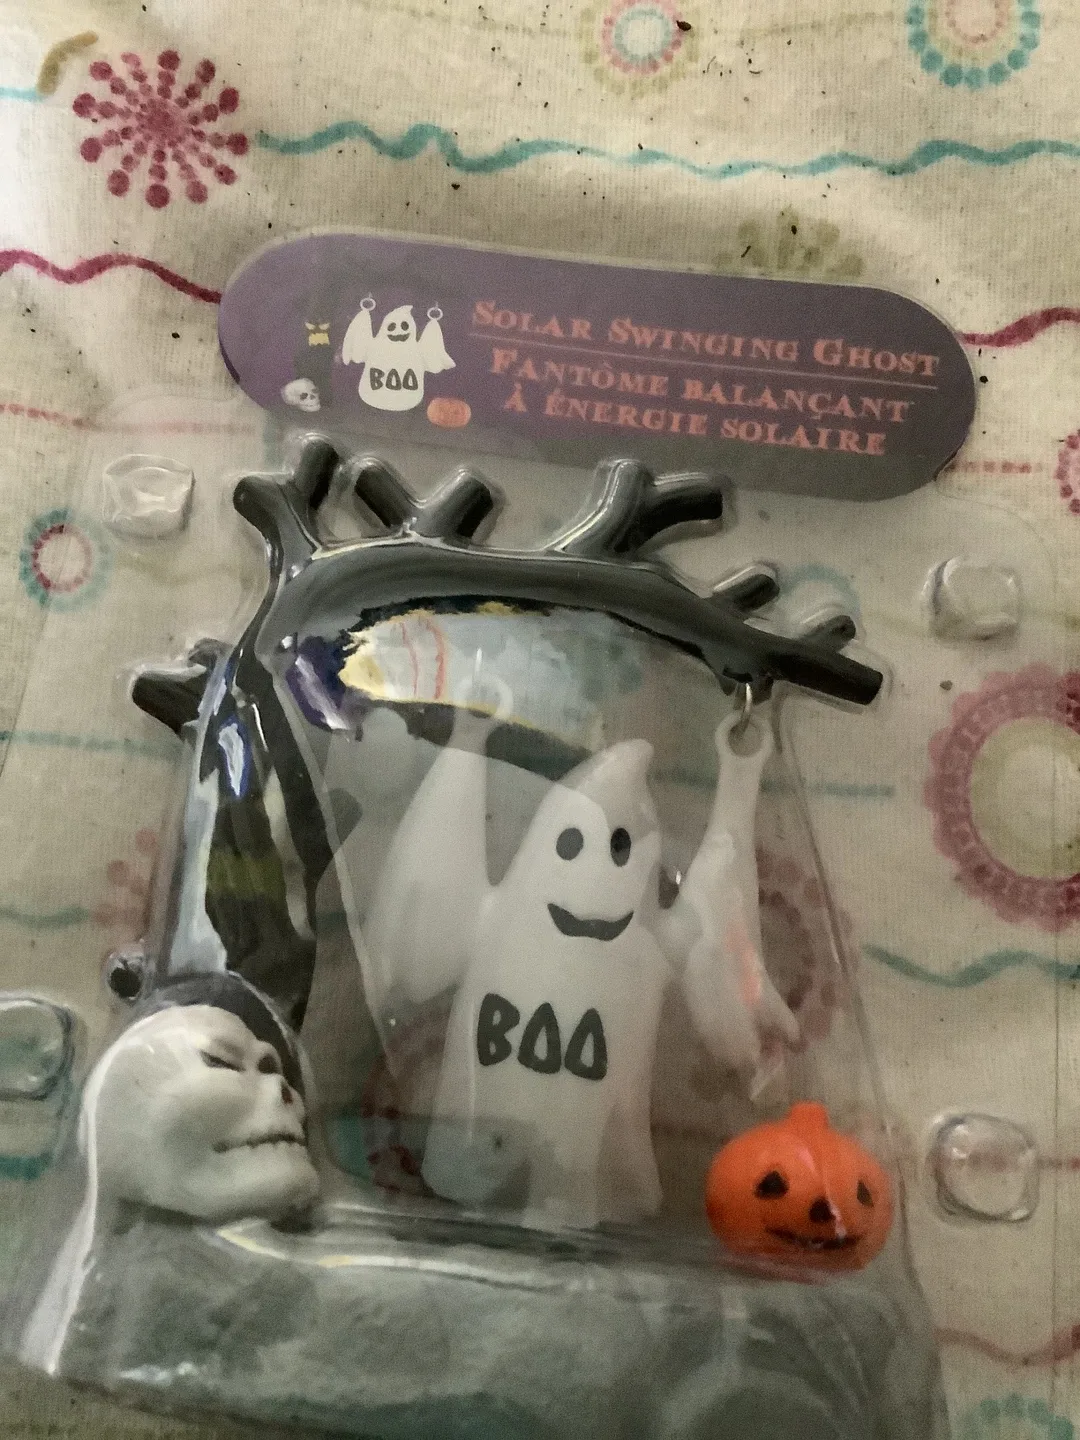 BOO
SOLAR SWINGING GHOST
FANTÔME BALANÇANT
À ÉNERGIE SOLAIRE
BOO